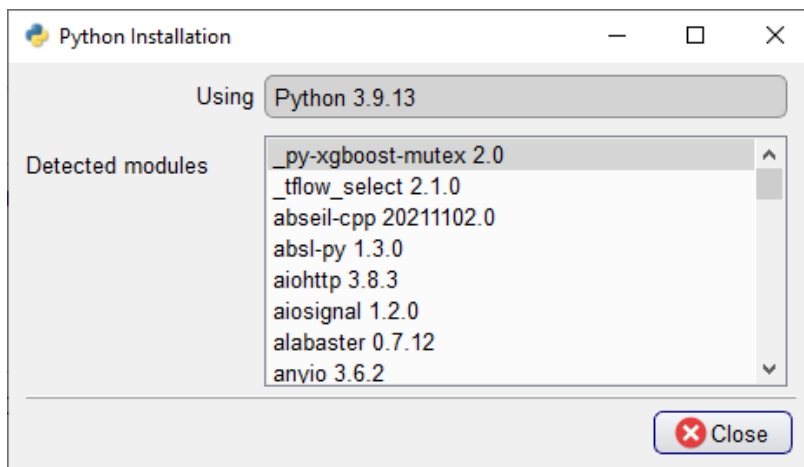 Python Installation
Using Python 3.9.13
Detected modules
_py-xgboost-mutex 2.0
_tflow_select 2.1.0
abseil-cpp 20211102.0
absl-py 1.3.0
aiohttp 3.8.3
aiosignal 1.2.0
alabaster 0.7.12
anyio 3.6.2
Close